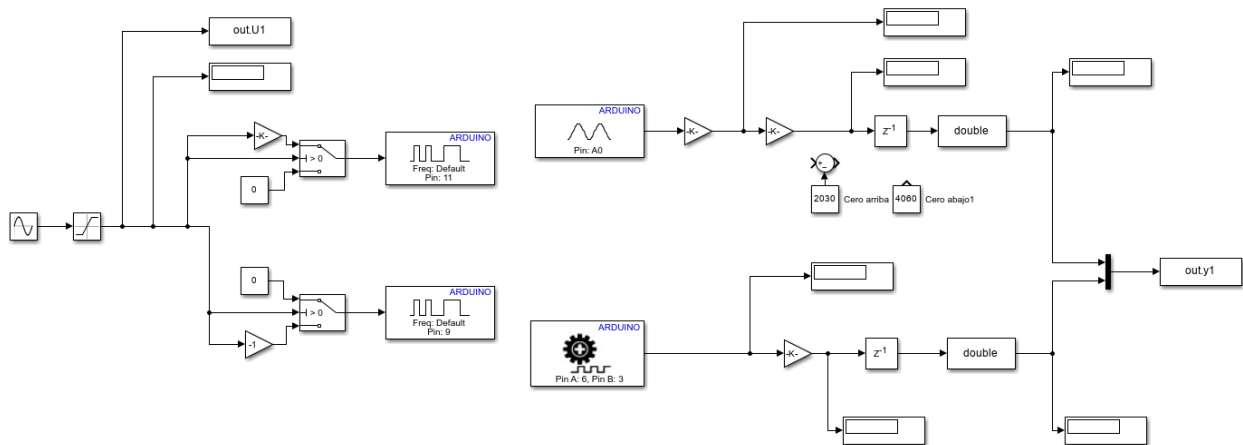 out.U1
-K-
> 0
0
ARDUINO
Freq: Default
Pin: 11
0
> 0
-1
ARDUINO
Freq: Default
Pin: 9
ARDUINO
Pin: A0
-K-
-K-
z-1
double
+
-
2030
Cero arriba
4060
Cero abajo1
out.y1
ARDUINO
Pin A: 6, Pin B: 3
-K-
z-1
double